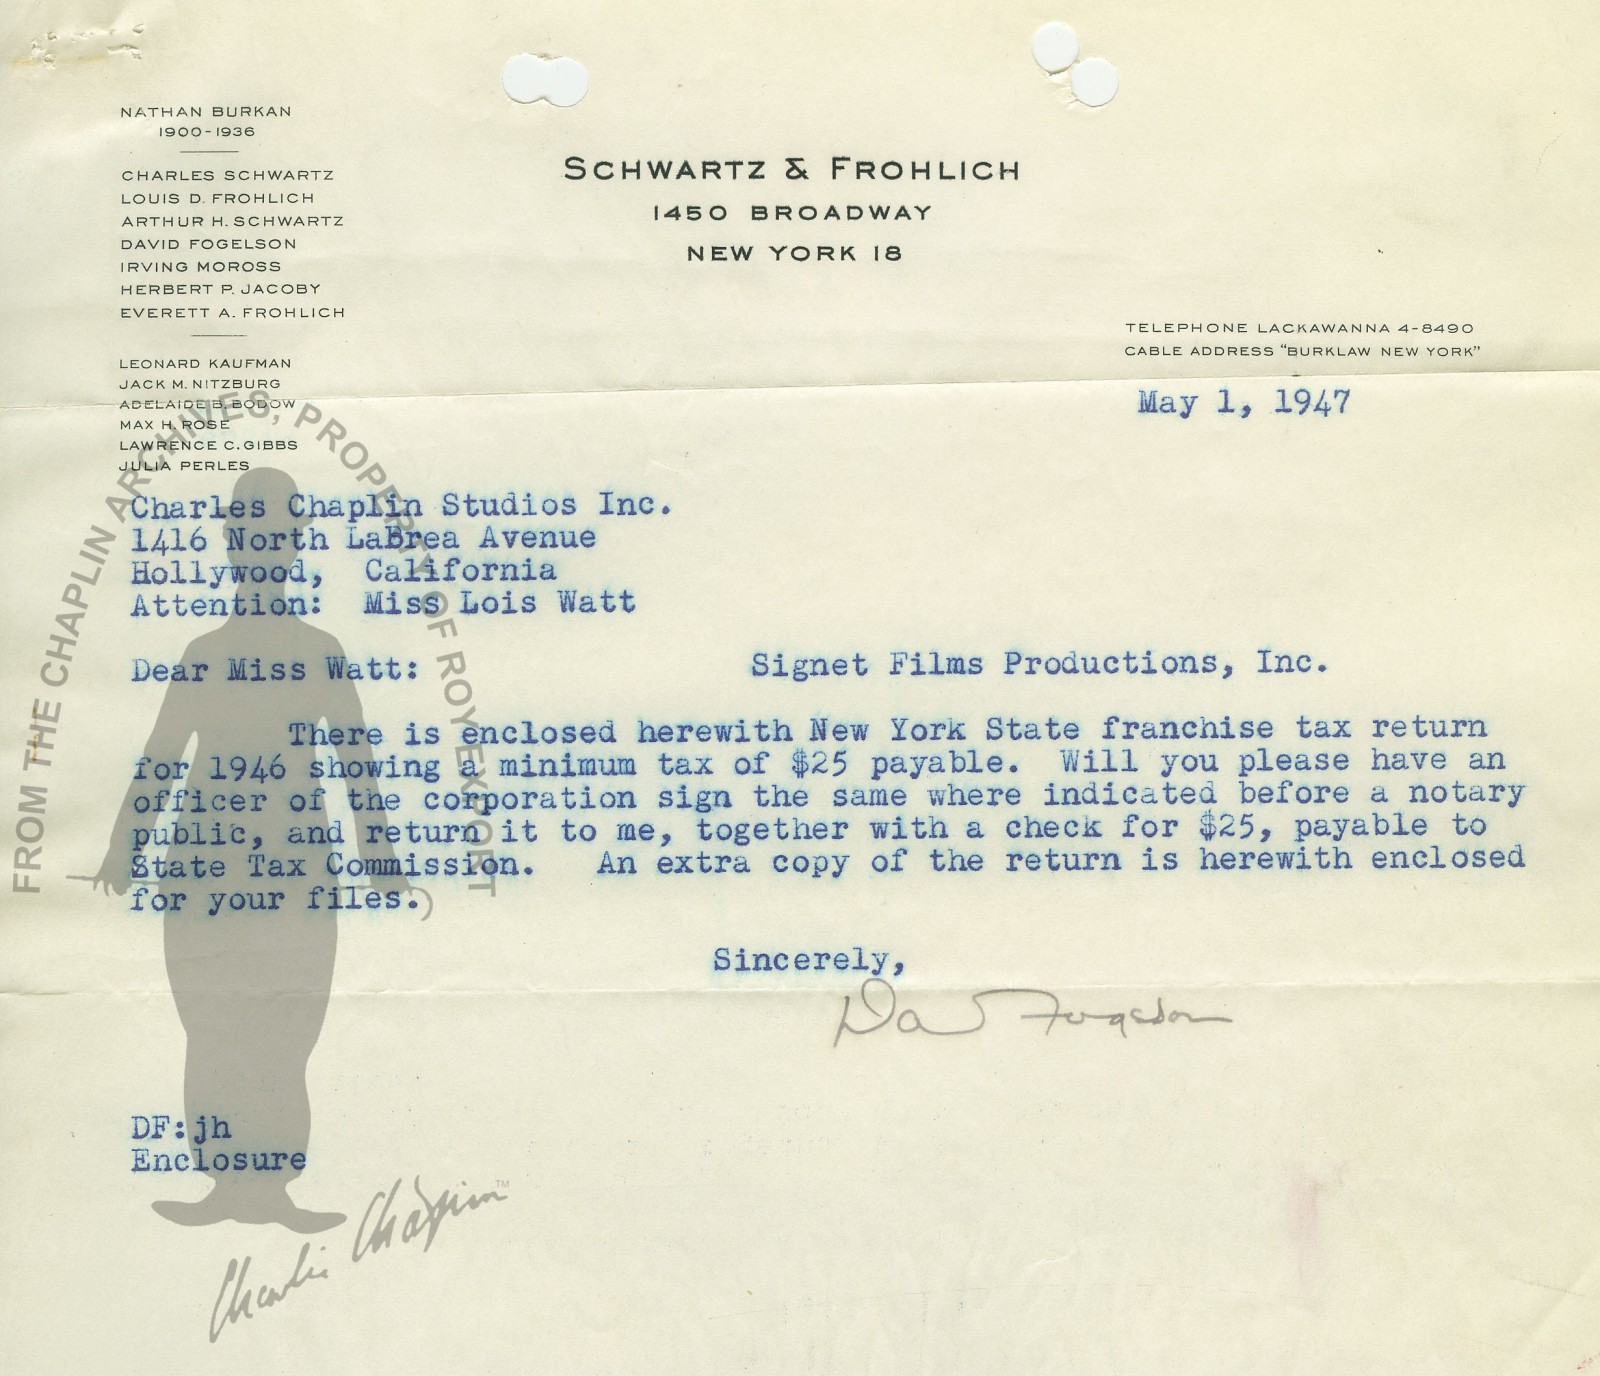 NATHAN BURKAN
1900-1936
CHARLES SCHWARTZ
LOUIS D. FROHLICH
ARTHUR H. SCHWARTZ
DAVID FOGELSON
IRVING MOROSS
HERBERT P. JACOBY
EVERETT A. FROHLICH
LEONARD KAUFMAN
JACK M. NITZBURG
ADELAIDE B. BODOW
MAX H. ROSE
LAWRENCE C. GIBBS
JULIA PERLES
SCHWARTZ & FROHLICH
1450 BROADWAY
NEW YORK 18
TELEPHONE LACKAWANNA 4-8490
CABLE ADDRESS "BURKLAW NEW YORK"
May 1, 1947
Charles Chaplin Studios Inc.
1416 North LaBrea Avenue
Hollywood, California
Attention: Miss Lois Watt
Dear Miss Watt: Signet Films Productions, Inc.
There is enclosed herewith New York State franchise tax return
for 1946 showing a minimum tax of $25 payable. Will you please have an
officer of the corporation sign the same where indicated before a notary
public, and return it to me, together with a check for $25, payable to
State Tax Commission. An extra copy of the return is herewith enclosed
for your files.
Sincerely,
Da Fogelson
DF:jh
Enclosure
FROM THE CHAPLIN ARCHIVES, PROPERTY OF ROY EXPORT
Charlie Chaplin™